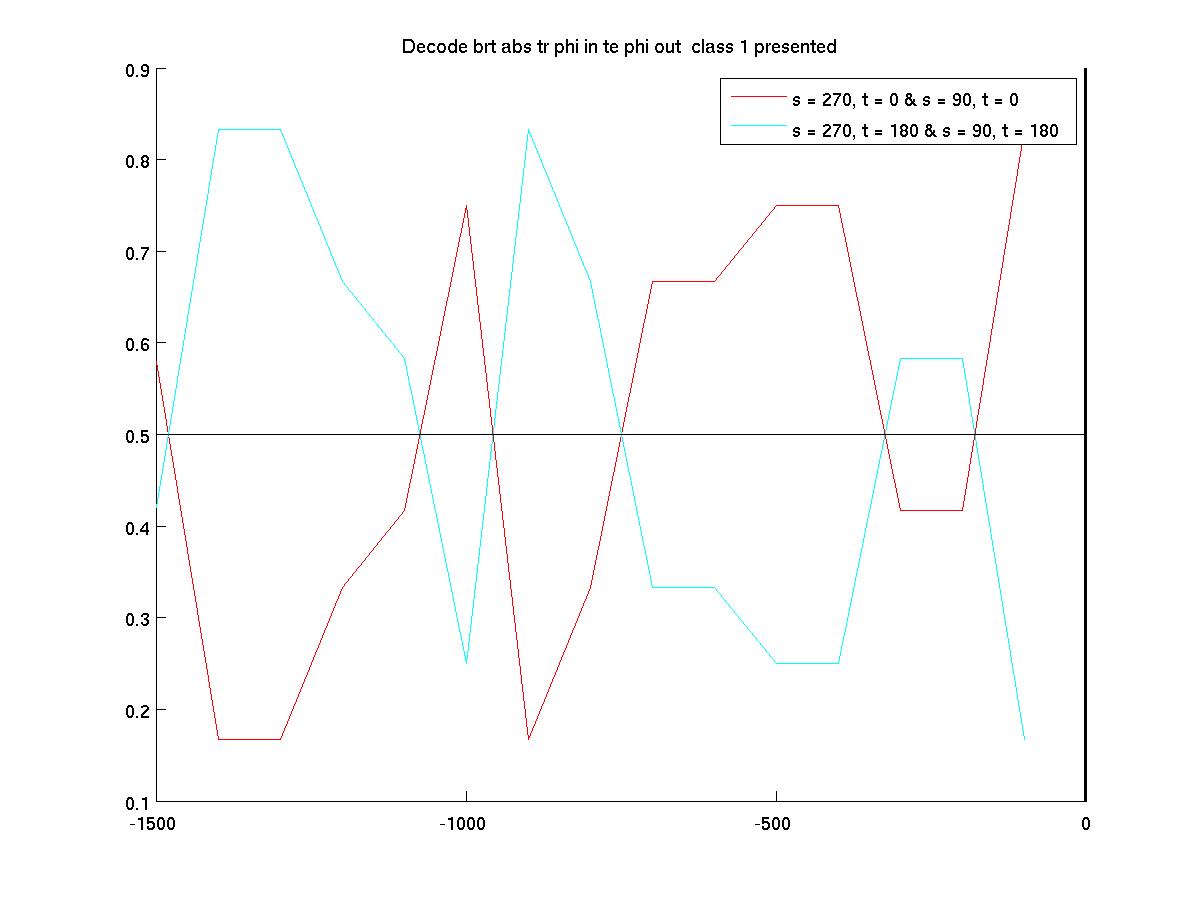 Decode brt abs tr phi in te phi out  class 1 presented
s = 270, t = 0 & s = 90, t = 0
s = 270, t = 180 & s = 90, t = 180
0.9
0.8
0.7
0.6
0.5
0.4
0.3
0.2
0.1
-1500 -1000 -500 0